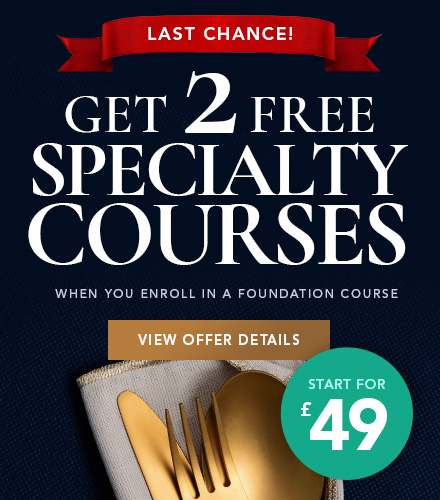 LAST CHANCE!
GET 2 FREE
SPECIALTY
COURSES
WHEN YOU ENROLL IN A FOUNDATION COURSE
VIEW OFFER DETAILS
START FOR
£49